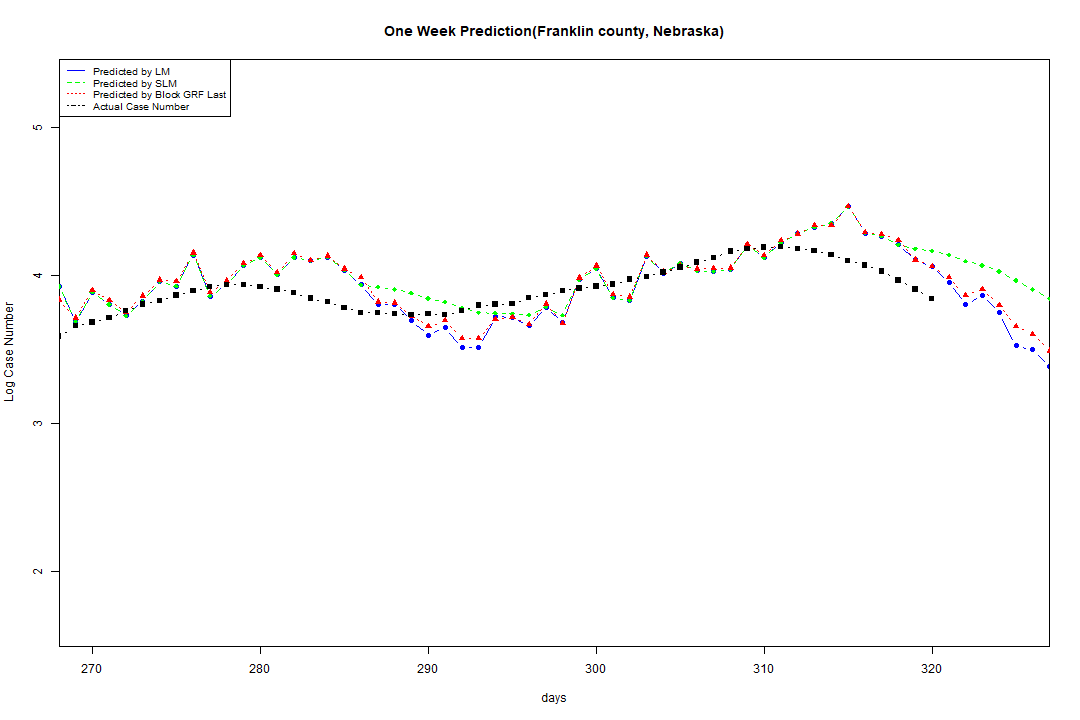 One Week Prediction(Franklin county, Nebraska)
Predicted by LM
Predicted by SLM
Predicted by Block GRF Last
Actual Case Number
5
4
3
2
Log Case Number
270 280 290 300 310 320
days